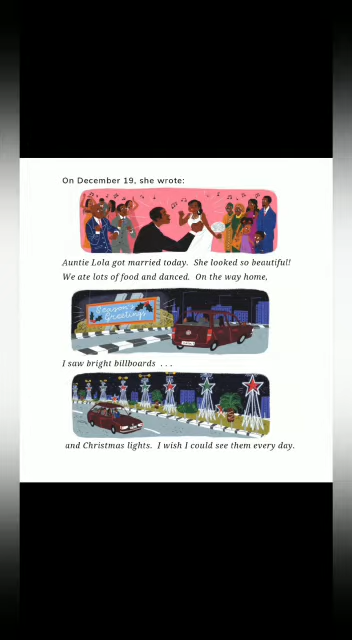 On December 19, she wrote:
Auntie Lola got married today. She looked so beautiful!
We ate lots of food and danced. On the way home,
Season's
Greetings
I saw bright billboards . . .
and Christmas lights. I wish I could see them every day.